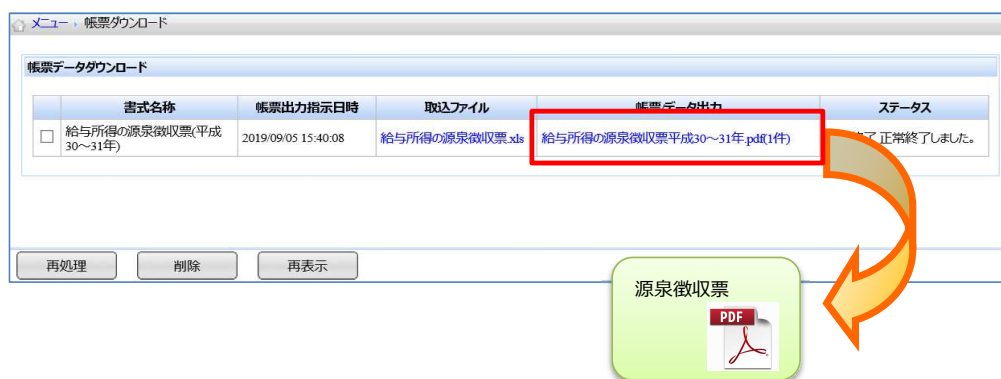 メニュー › 帳票ダウンロード
帳票データダウンロード
書式名称 帳票出力指示日時 取込ファイル 帳票データ出力 ステータス
給与所得の源泉徴収票(平成 2019/09/05 15:40:08 給与所得の源泉徴収票.xls 給与所得の源泉徴収票平成30～31年.pdf(1件) 終了 正常終了しました。
30～31年)
再処理 削除 再表示
源泉徴収票
PDF